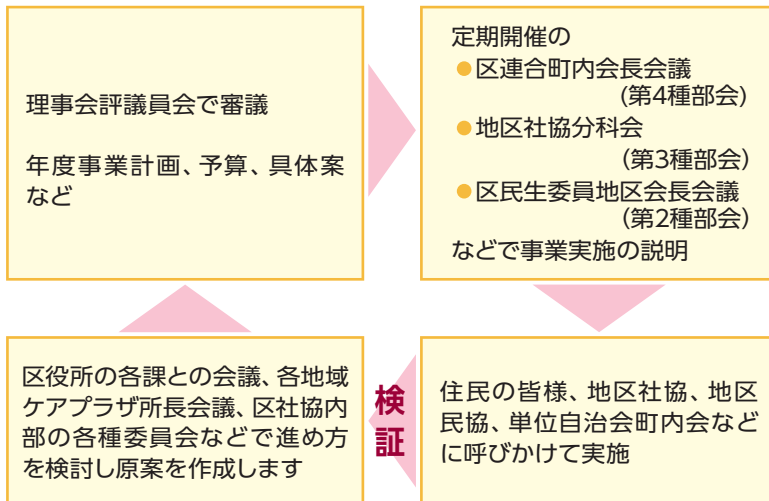 理事会評議員会で審議
年度事業計画、予算、具体案
など
定期開催の
●区連合町内会長会議
(第4種部会)
●地区社協分科会
(第3種部会)
●区民生委員地区会長会議
(第2種部会)
などで事業実施の説明
住民の皆様、地区社協、地区
民協、単位自治会町内会など
に呼びかけて実施
検
証
区役所の各課との会議、各地域
ケアプラザ所長会議、区社協内
部の各種委員会などで進め方
を検討し原案を作成します